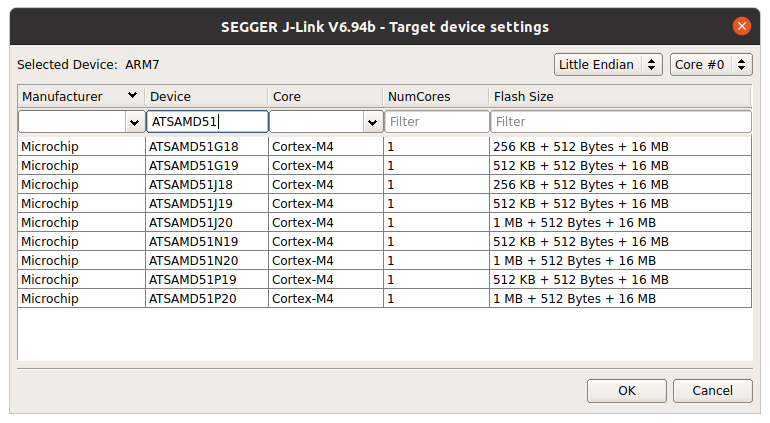 SEGGER J-Link V6.94b - Target device settings
Selected Device: ARM7 Little Endian Core #0
Manufacturer Device Core NumCores Flash Size
ATSAMD51 Filter Filter
Microchip ATSAMD51G18 Cortex-M4 1 256 KB + 512 Bytes + 16 MB
Microchip ATSAMD51G19 Cortex-M4 1 512 KB + 512 Bytes + 16 MB
Microchip ATSAMD51J18 Cortex-M4 1 256 KB + 512 Bytes + 16 MB
Microchip ATSAMD51J19 Cortex-M4 1 512 KB + 512 Bytes + 16 MB
Microchip ATSAMD51J20 Cortex-M4 1 1 MB + 512 Bytes + 16 MB
Microchip ATSAMD51N19 Cortex-M4 1 512 KB + 512 Bytes + 16 MB
Microchip ATSAMD51N20 Cortex-M4 1 1 MB + 512 Bytes + 16 MB
Microchip ATSAMD51P19 Cortex-M4 1 512 KB + 512 Bytes + 16 MB
Microchip ATSAMD51P20 Cortex-M4 1 1 MB + 512 Bytes + 16 MB
OK Cancel